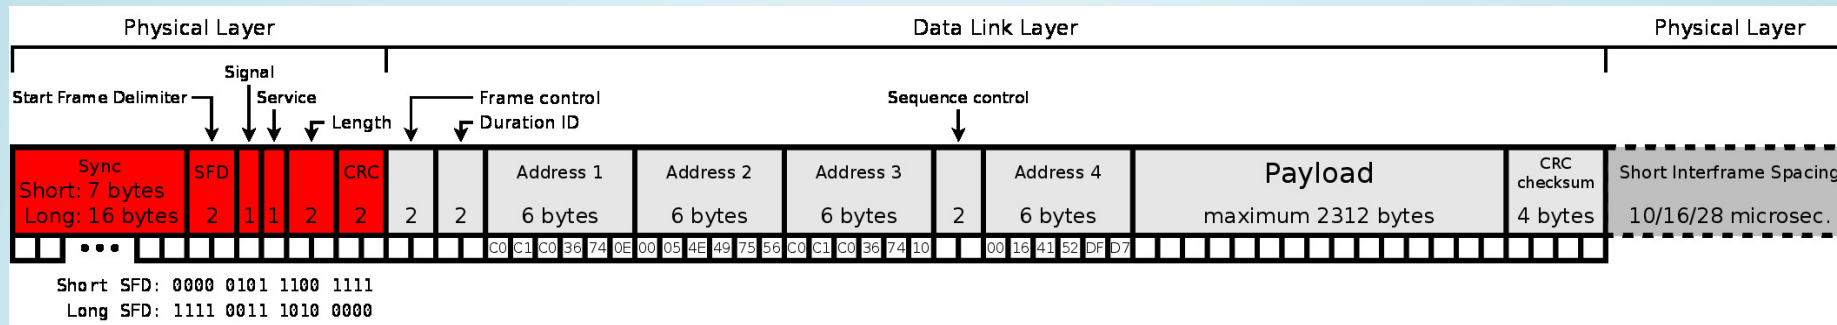 Physical Layer Data Link Layer Physical Layer
Signal
Start Frame Delimiter Service Frame control Sequence control
Length Duration ID
Sync SFD CRC Address 1 Address 2 Address 3 Address 4 Payload CRC checksum Short Interframe Spacing
Short: 7 bytes
Long: 16 bytes 2 1 1 2 2 2 2 6 bytes 6 bytes 6 bytes 2 6 bytes maximum 2312 bytes 4 bytes 10/16/28 microsec.
... C0 C1 C0 36 74 0E 00 05 4E 49 75 56 C0 C1 C0 36 74 10 00 16 41 52 DF D7
Short SFD: 0000 0101 1100 1111
Long SFD: 1111 0011 1010 0000